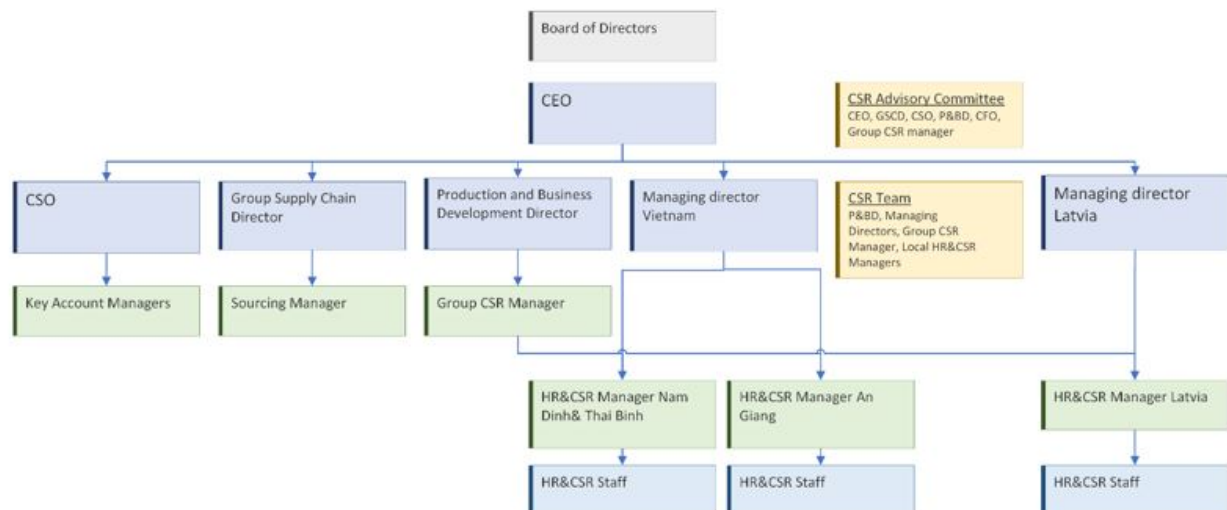 Board of Directors
CEO
CSR Advisory Committee
CEO, GSCD, CSO, P&BD, CFO,
Group CSR manager
CSO
Group Supply Chain
Director
Production and Business
Development Director
Managing director
Vietnam
CSR Team
P&BD, Managing
Directors, Group CSR
Manager, Local HR&CSR
Managers
Managing director
Latvia
Key Account Managers
Sourcing Manager
Group CSR Manager
HR&CSR Manager Nam
Dinh& Thai Binh
HR&CSR Manager An
Giang
HR&CSR Manager Latvia
HR&CSR Staff
HR&CSR Staff
HR&CSR Staff